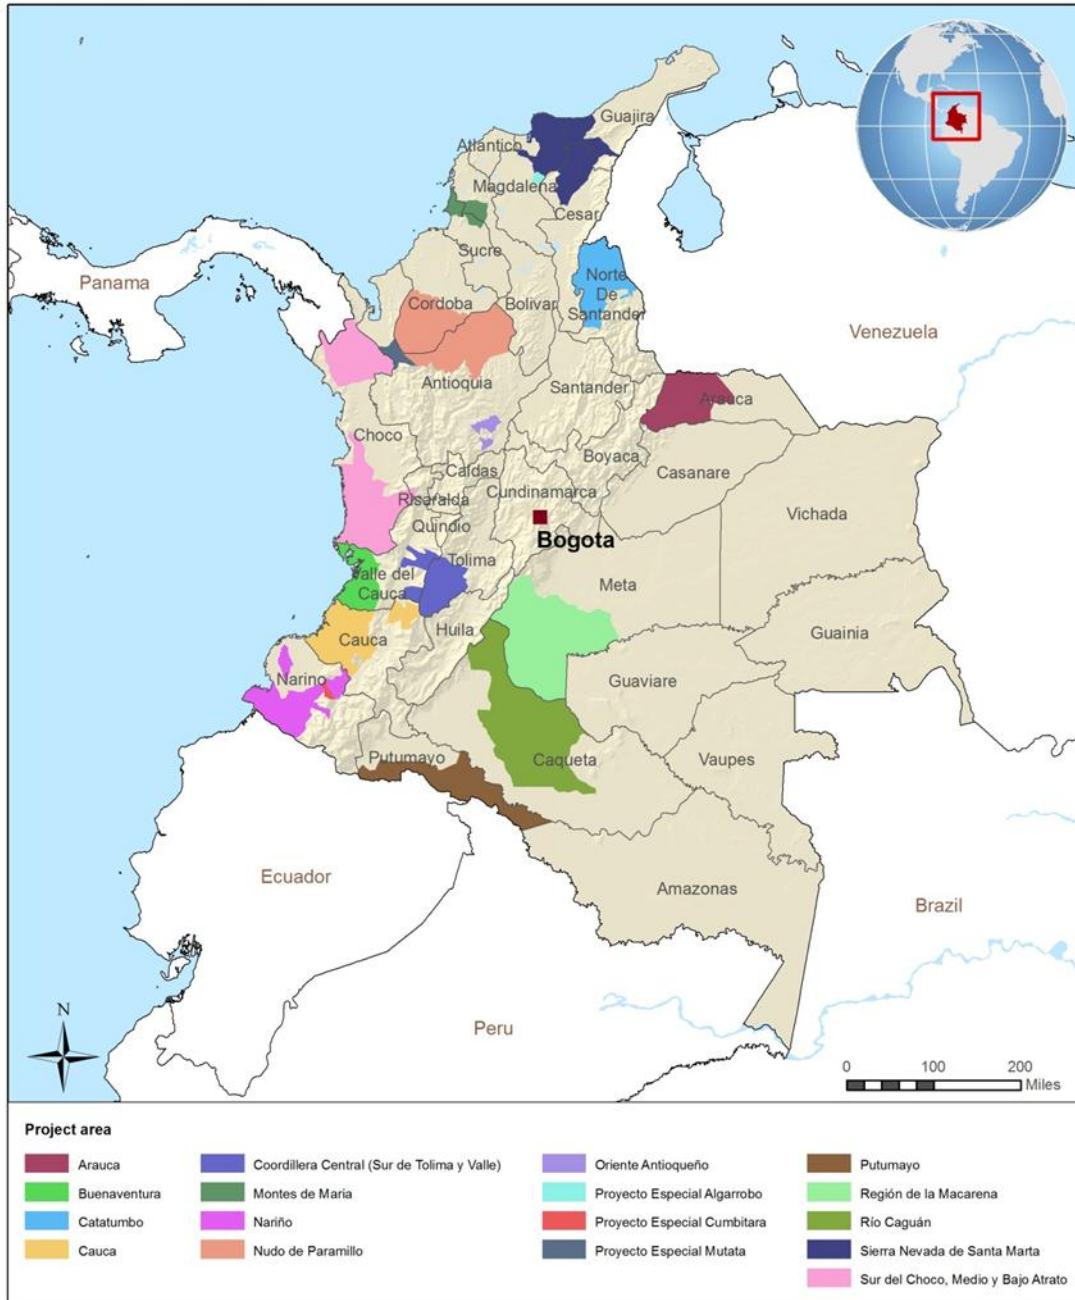 Guajira
Atlantico
Magdalena
Cesar
Sucre
Norte
De
Santander
Panama
Cordoba
Bolivar
Venezuela
Antioquia
Santander
Arauca
Choco
Boyaca
Caldas
Casanare
Risaralda
Cundinamarca
Vichada
Quindio
Bogota
Tolima
Valle del
Cauca
Meta
Huila
Guainia
Cauca
Narino
Guaviare
Putumayo
Caqueta
Vaupes
Ecuador
Amazonas
Brazil
N
Peru
0 100 200
Miles
Project area
Arauca
Buenaventura
Catatumbo
Cauca
Coordillera Central (Sur de Tolima y Valle)
Montes de Maria
Nariño
Nudo de Paramillo
Oriente Antioqueño
Proyecto Especial Algarrobo
Proyecto Especial Cumbitara
Proyecto Especial Mutata
Putumayo
Región de la Macarena
Río Caguán
Sierra Nevada de Santa Marta
Sur del Choco, Medio y Bajo Atrato